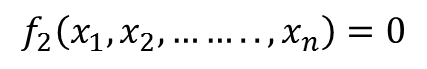 f₂(x₁, x₂, … … . . , xₙ) = 0